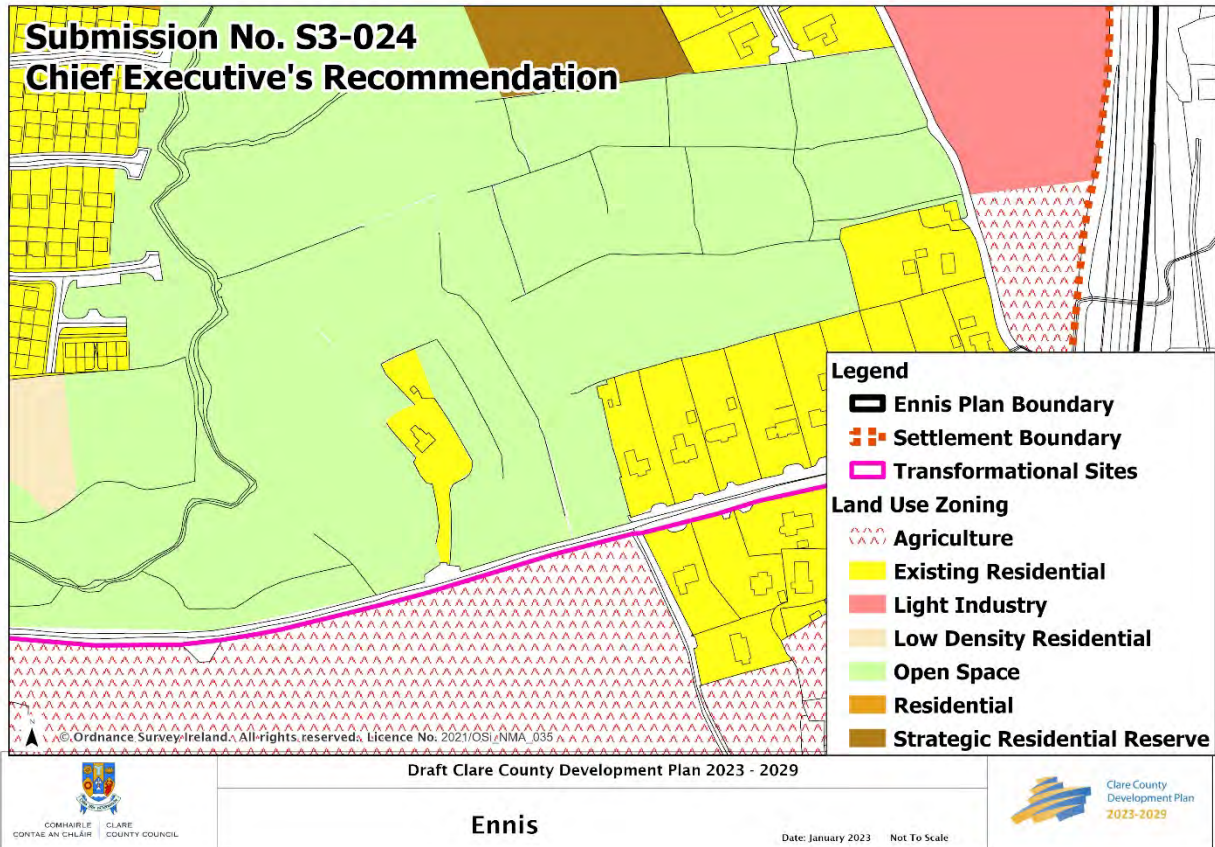 Submission No. S3-024
Chief Executive's Recommendation
Legend
Ennis Plan Boundary
Settlement Boundary
Transformational Sites
Land Use Zoning
Agriculture
Existing Residential
Light Industry
Low Density Residential
Open Space
Residential
Strategic Residential Reserve
N
© Ordnance Survey Ireland. All rights reserved. Licence No. 2021/OSi_NMA_035
COMHAIRLE CONTAE AN CHLÁIR
CLARE COUNTY COUNCIL
Draft Clare County Development Plan 2023 - 2029
Ennis
Date: January 2023 Not To Scale
Clare County
Development Plan
2023-2029